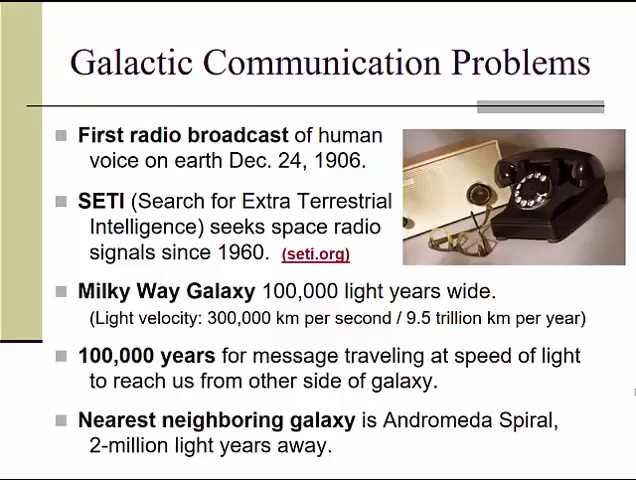 Galactic Communication Problems
First radio broadcast of human
voice on earth Dec. 24, 1906.
SETI (Search for Extra Terrestrial
Intelligence) seeks space radio
signals since 1960. (seti.org)
Milky Way Galaxy 100,000 light years wide.
(Light velocity: 300,000 km per second / 9.5 trillion km per year)
100,000 years for message traveling at speed of light
to reach us from other side of galaxy.
Nearest neighboring galaxy is Andromeda Spiral,
2-million light years away.